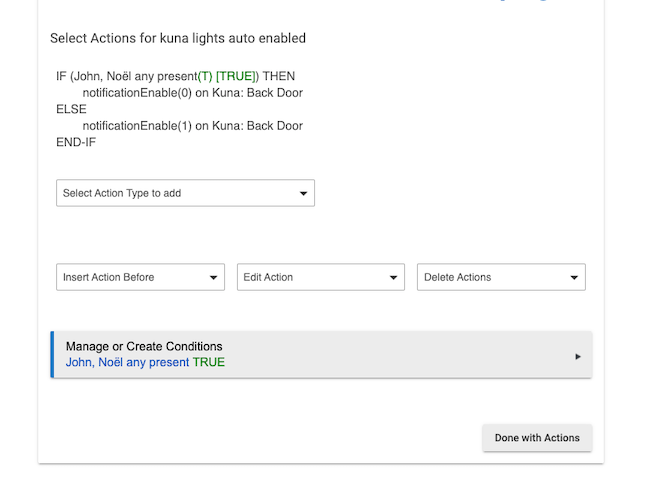 Select Actions for kuna lights auto enabled
IF (John, Noël any present(T) [TRUE]) THEN
notificationEnable(0) on Kuna: Back Door
ELSE
notificationEnable(1) on Kuna: Back Door
END-IF
Select Action Type to add
Insert Action Before
Edit Action
Delete Actions
Manage or Create Conditions
John, Noël any present TRUE
Done with Actions